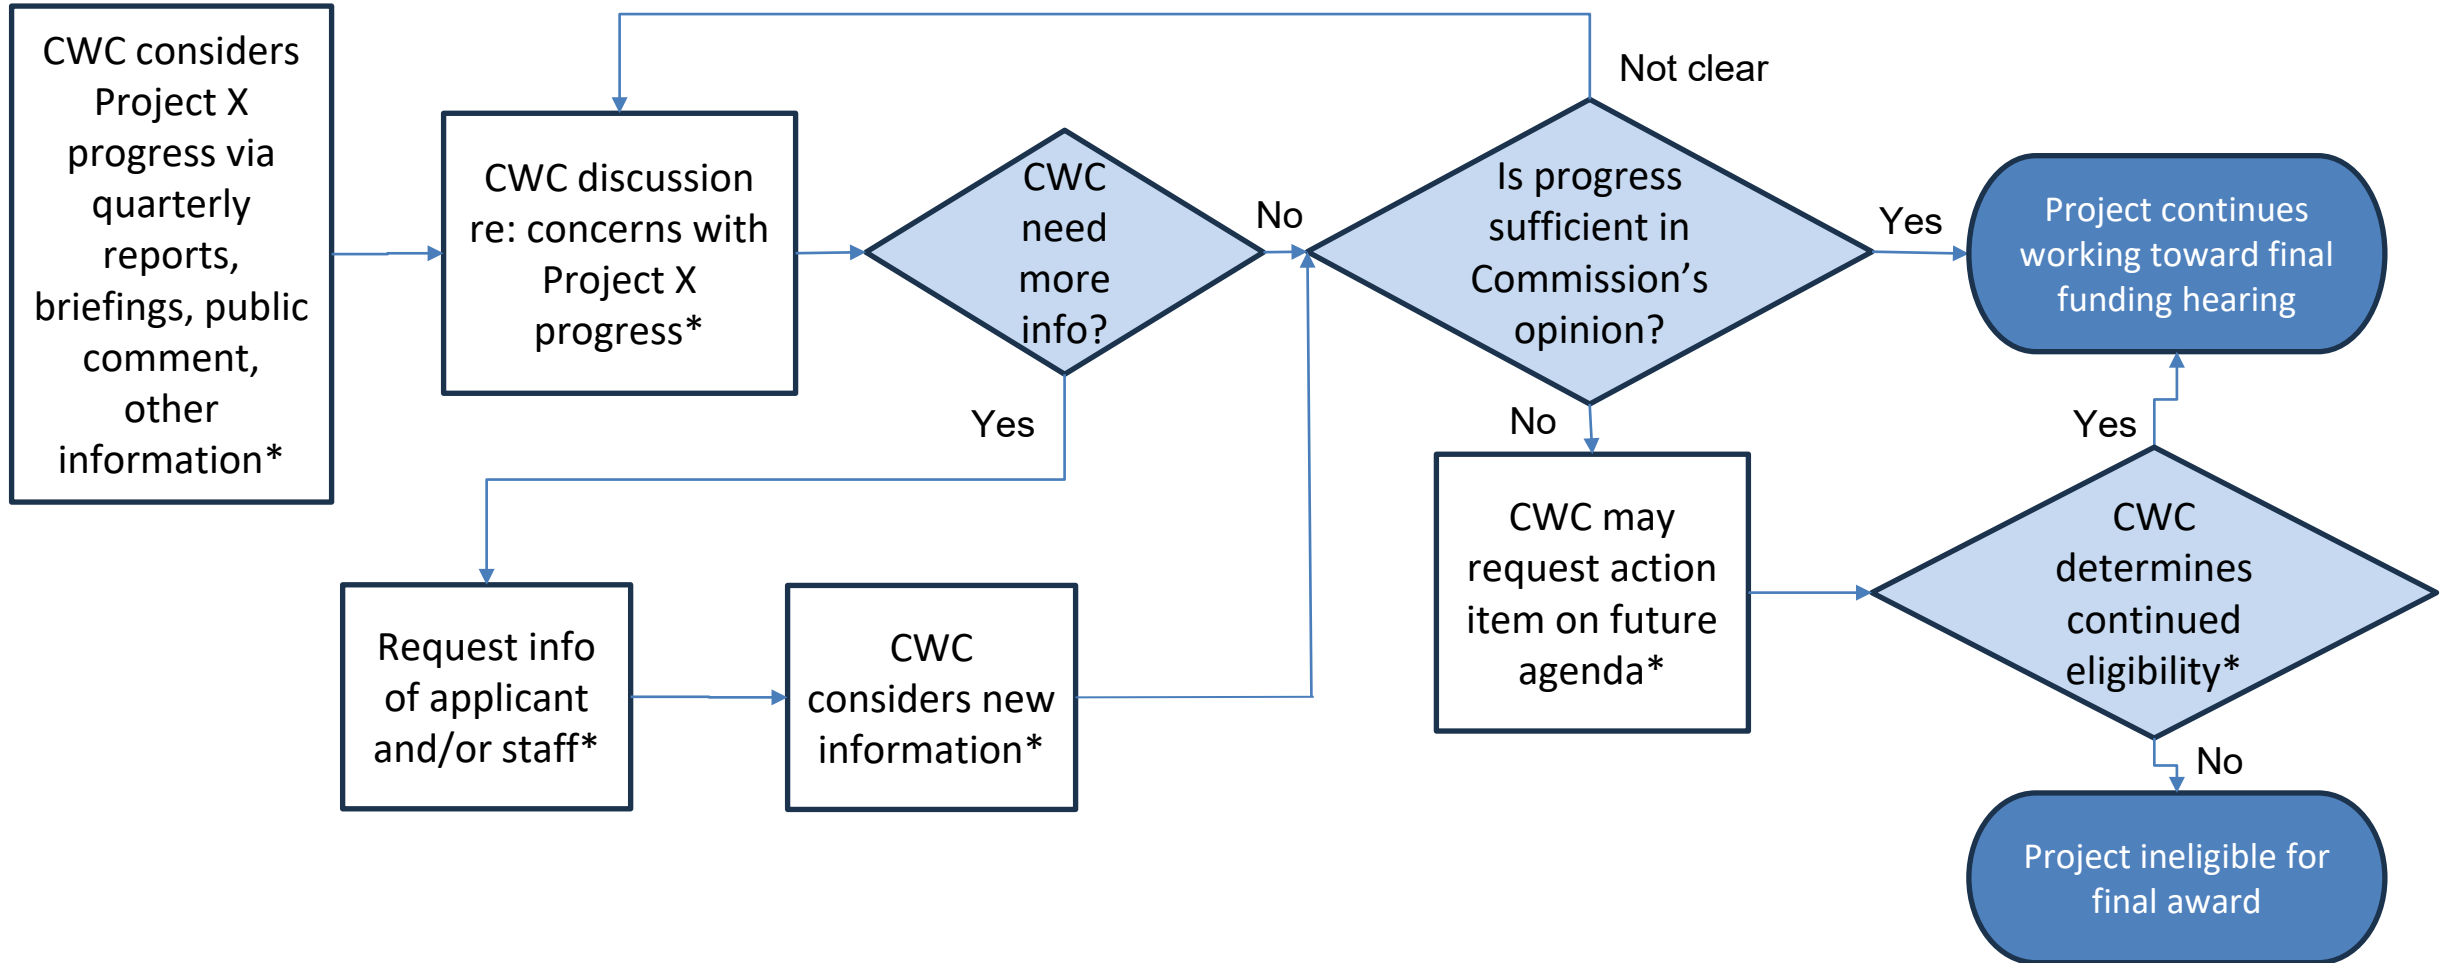 CWC considers
Project X
progress via
quarterly
reports,
briefings, public
comment,
other
information*
CWC discussion
re: concerns with
Project X
progress*
CWC
need
more
info?
No
Yes
Request info
of applicant
and/or staff*
CWC
considers new
information*
Is progress
sufficient in
Commission’s
opinion?
Not clear
Yes
No
Project continues
working toward final
funding hearing
CWC may
request action
item on future
agenda*
CWC
determines
continued
eligibility*
Yes
No
Project ineligible for
final award